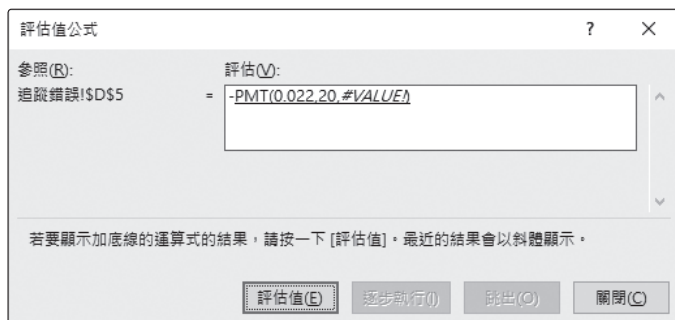 評估值公式 ? ×
參照(R): 評估(V):
追蹤錯誤!$D$5 = -PMT(0.022,20,#VALUE!)
若要顯示加底線的運算式的結果，請按一下 [評估值]。最近的結果會以斜體顯示。
評估值(E) 逐步執行(I) 跳出(O) 關閉(C)